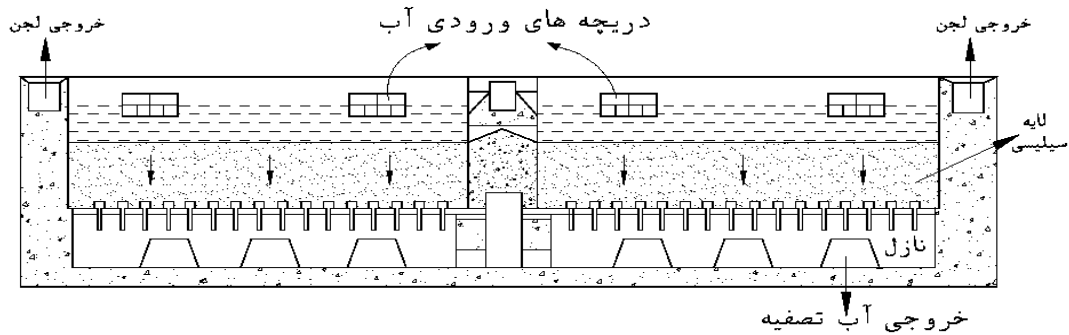 دریچه های ورودی آب
خروجی لجن
خروجی لجن
لایه
سیلیسی
نازل
خروجی آب تصفیه